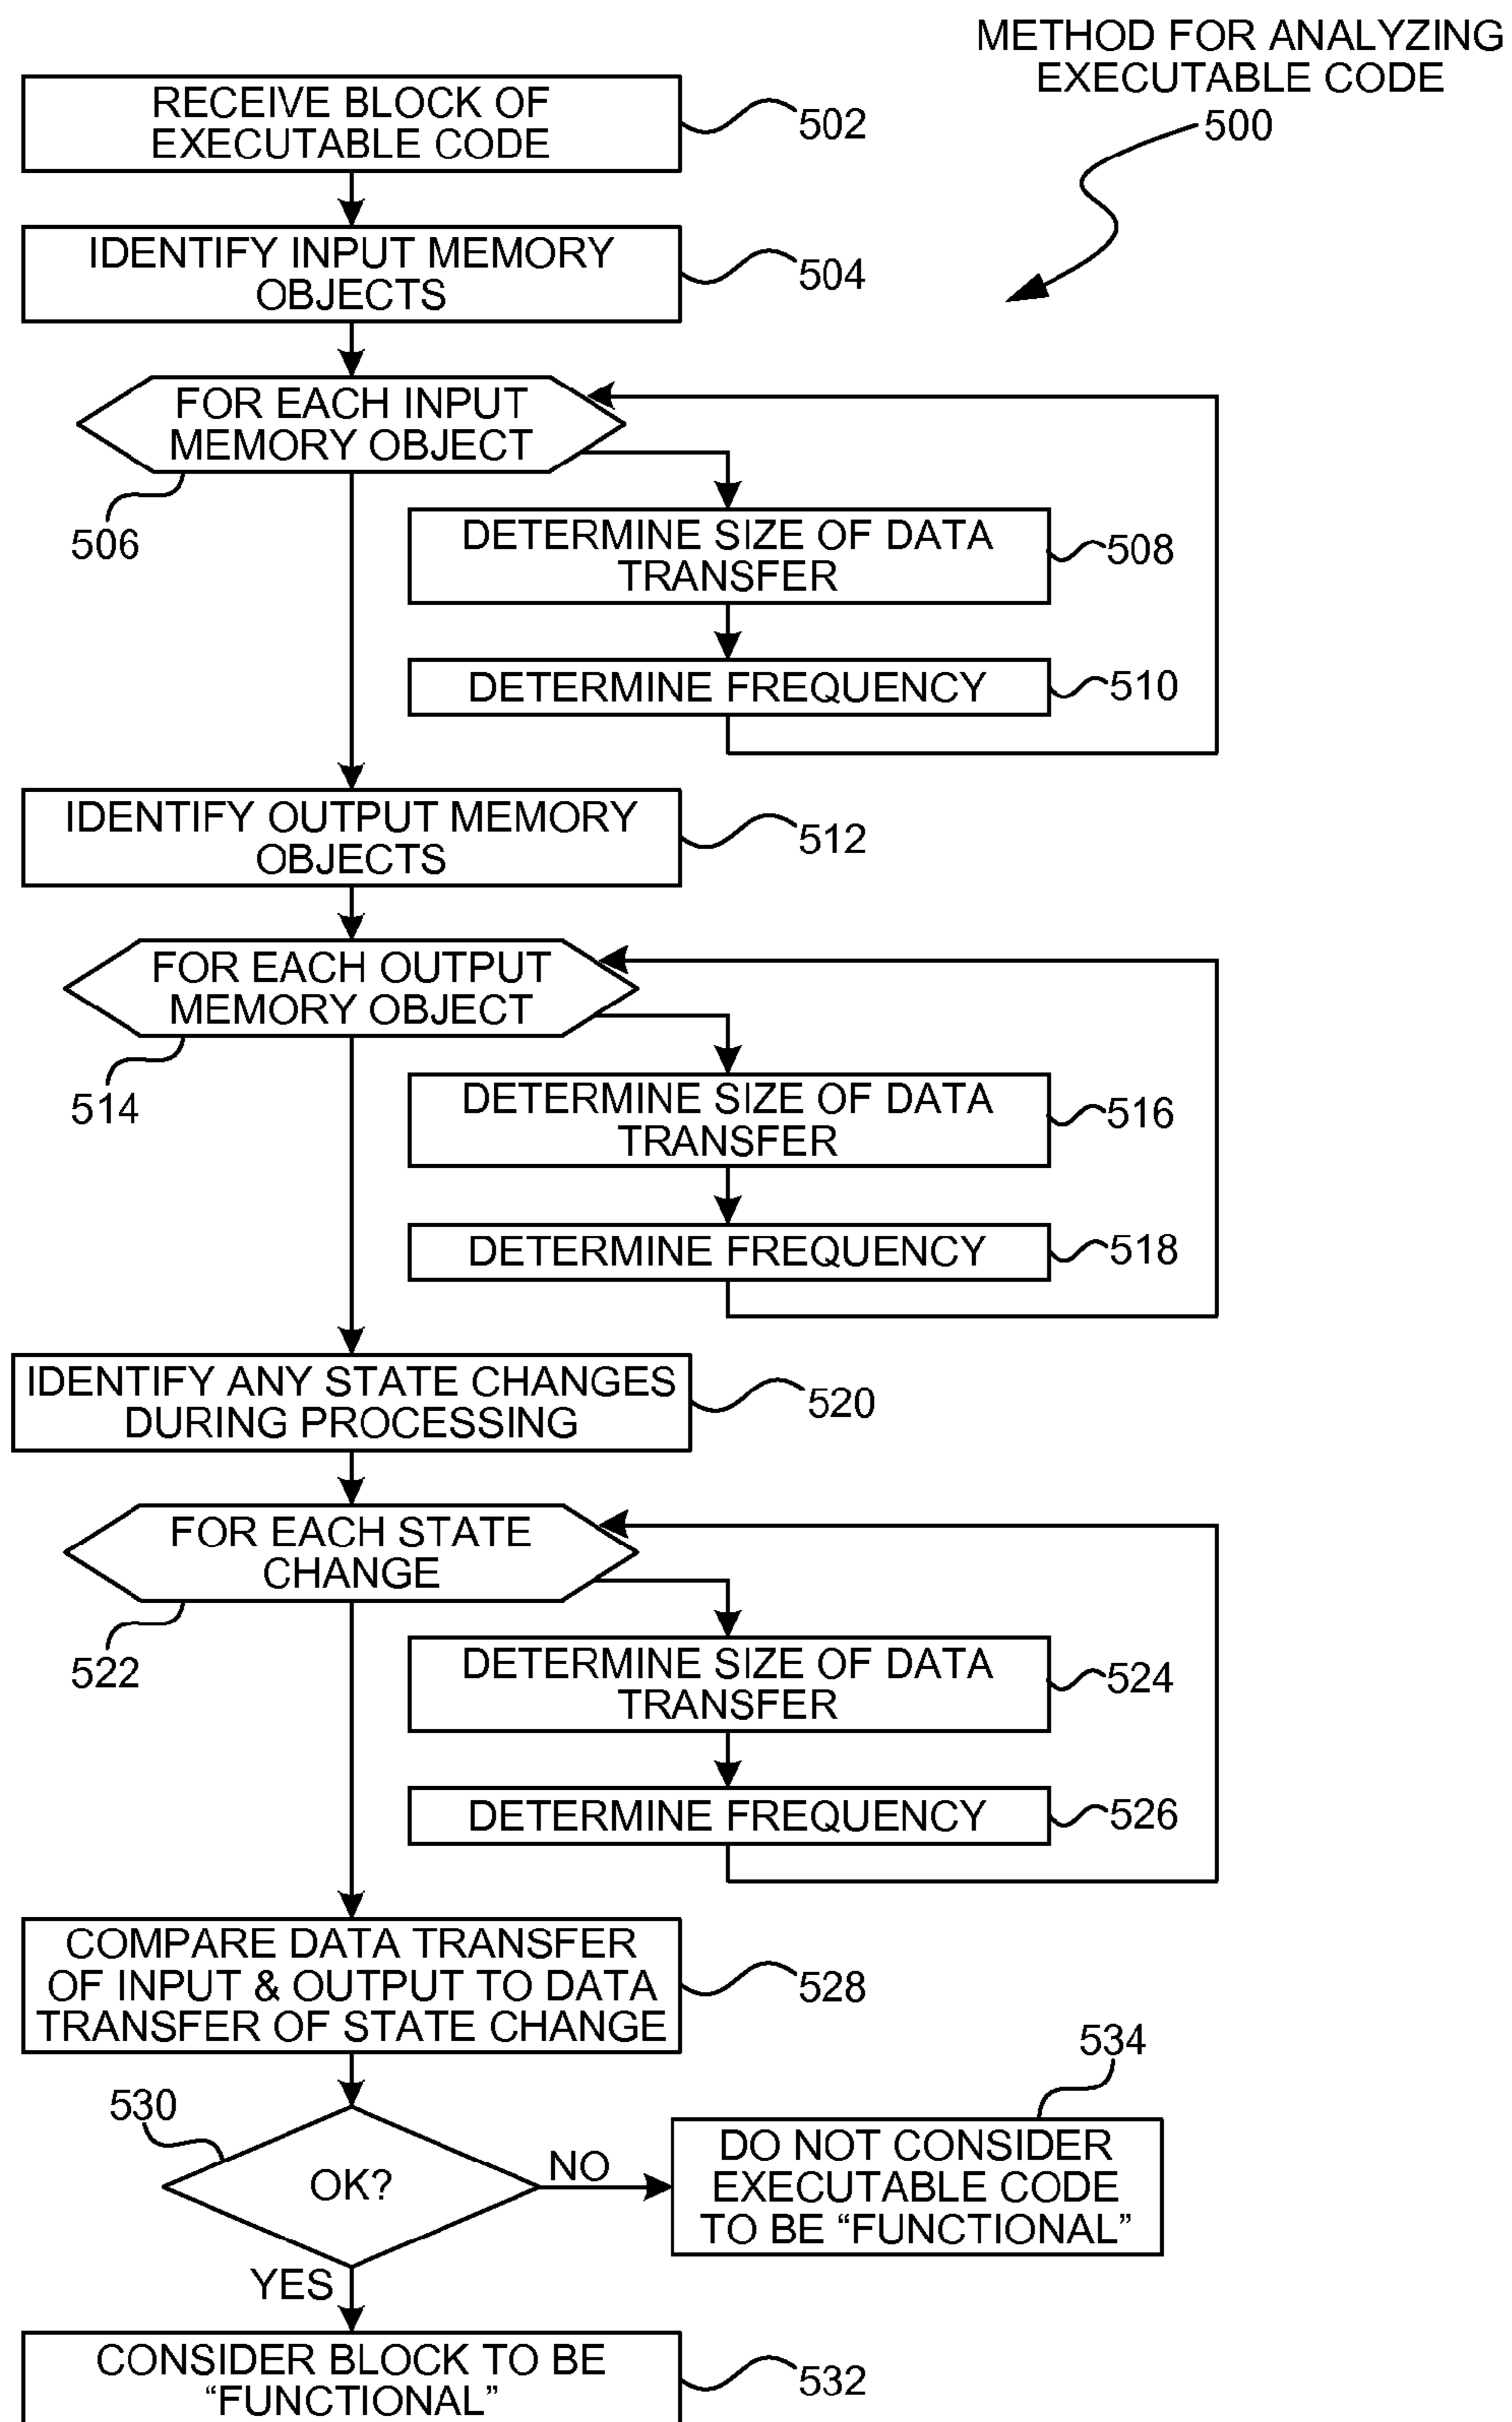 METHOD FOR ANALYZING
EXECUTABLE CODE
500
RECEIVE BLOCK OF
EXECUTABLE CODE
502
IDENTIFY INPUT MEMORY
OBJECTS
504
FOR EACH INPUT
MEMORY OBJECT
506
DETERMINE SIZE OF DATA
TRANSFER
508
DETERMINE FREQUENCY
510
IDENTIFY OUTPUT MEMORY
OBJECTS
512
FOR EACH OUTPUT
MEMORY OBJECT
514
DETERMINE SIZE OF DATA
TRANSFER
516
DETERMINE FREQUENCY
518
IDENTIFY ANY STATE CHANGES
DURING PROCESSING
520
FOR EACH STATE
CHANGE
522
DETERMINE SIZE OF DATA
TRANSFER
524
DETERMINE FREQUENCY
526
COMPARE DATA TRANSFER
OF INPUT & OUTPUT TO DATA
TRANSFER OF STATE CHANGE
528
530
OK?
NO
534
DO NOT CONSIDER
EXECUTABLE CODE
TO BE “FUNCTIONAL”
YES
CONSIDER BLOCK TO BE
“FUNCTIONAL”
532